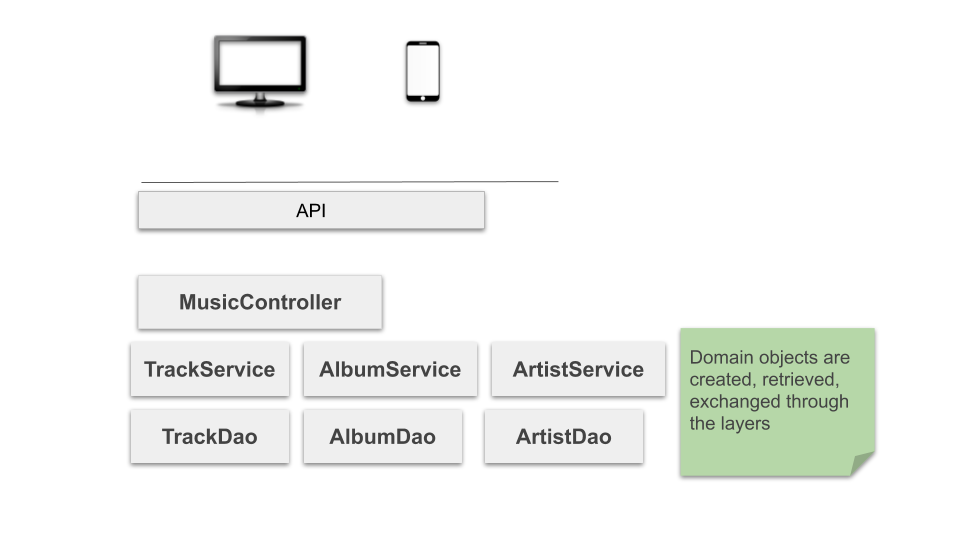 API
MusicController
TrackService
AlbumService
ArtistService
TrackDao
AlbumDao
ArtistDao
Domain objects are
created, retrieved,
exchanged through
the layers